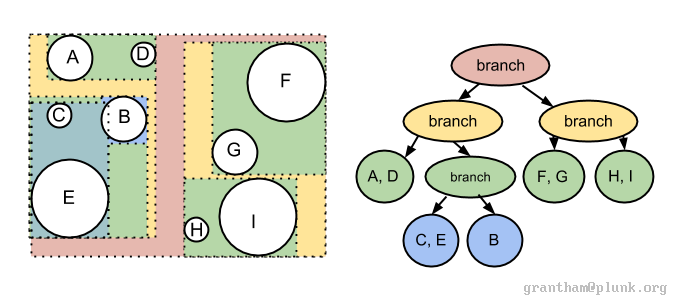 A
D
F
C
B
G
E
H
I
branch
branch
branch
A, D
branch
F, G
H, I
C, E
B
grantham@plunk.org